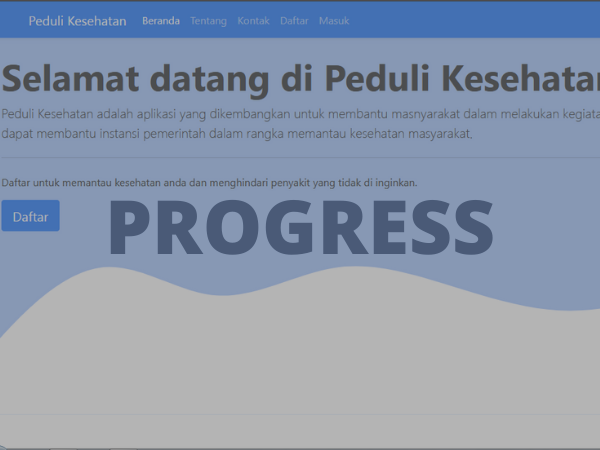 Peduli Kesehatan Beranda Tentang Kontak Daftar Masuk
Selamat datang di Peduli Kesehatan
Peduli Kesehatan adalah aplikasi yang dikembangkan untuk membantu masnyarakat dalam melakukan kegiata
dapat membantu instansi pemerintah dalam rangka memantau kesehatan masyarakat,
Daftar untuk memantau kesehatan anda dan menghindari penyakit yang tidak di inginkan.
Daftar
PROGRESS